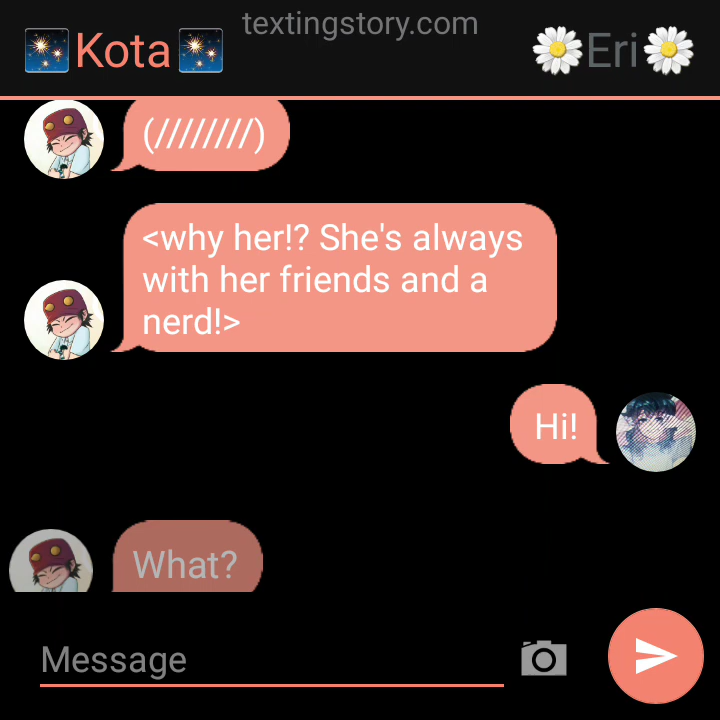 textingstory.com
🎇Kota🎇
🌼Eri🌼
(////////)
<why her!? She's always
with her friends and a
nerd!>
Hi!
What?
Message